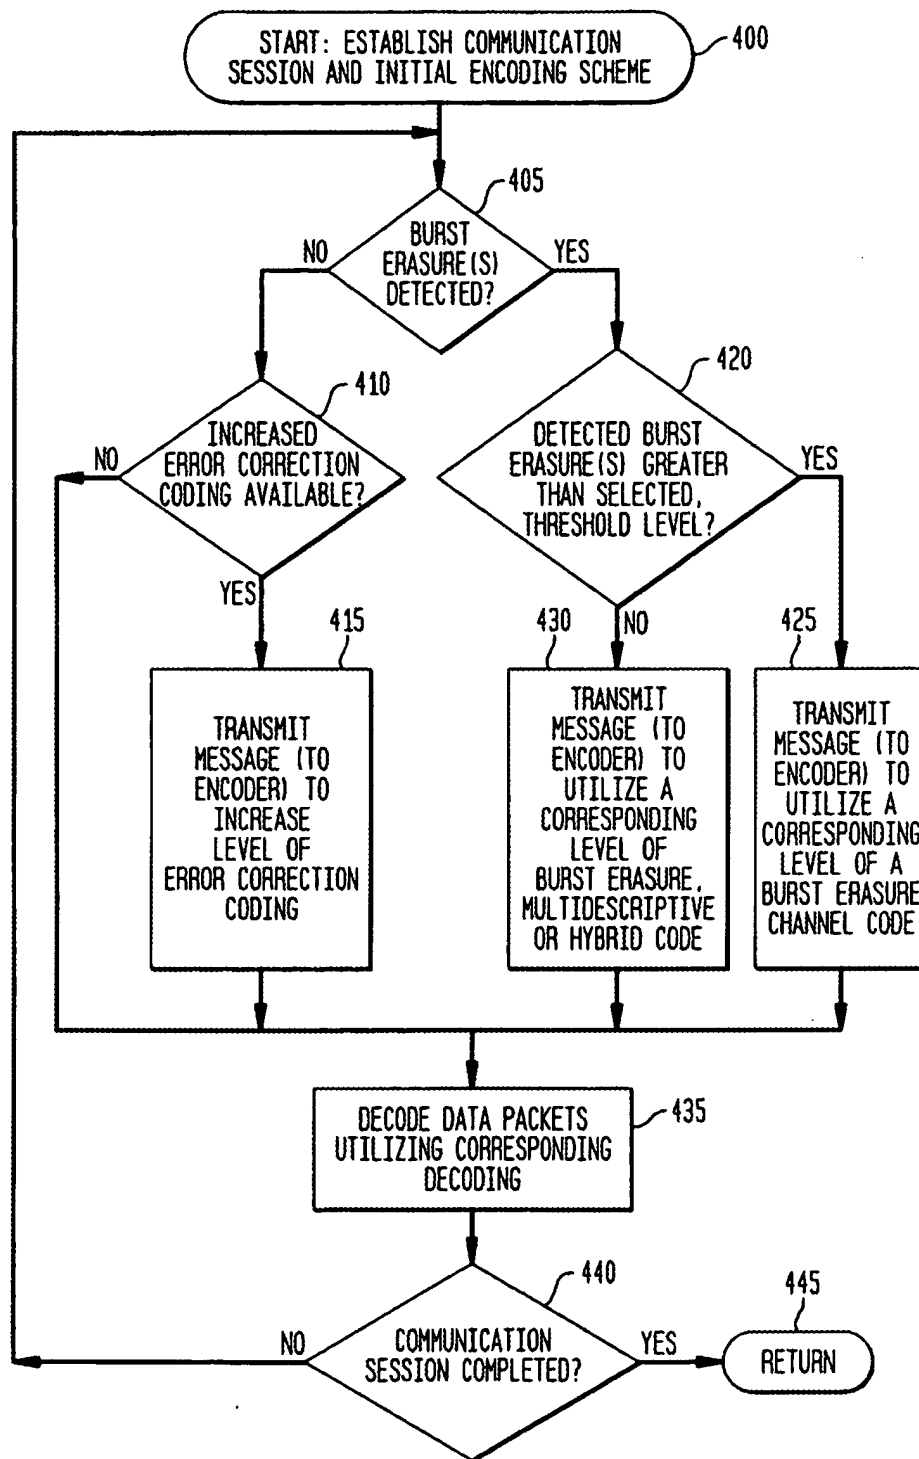 START: ESTABLISH COMMUNICATION
SESSION AND INITIAL ENCODING SCHEME
400
405
BURST
ERASURE(S)
DETECTED?
NO
YES
410
INCREASED
ERROR CORRECTION
CODING AVAILABLE?
NO
YES
420
DETECTED BURST
ERASURE(S) GREATER
THAN SELECTED,
THRESHOLD LEVEL?
YES
NO
415
TRANSMIT
MESSAGE (TO
ENCODER) TO
INCREASE
LEVEL OF
ERROR CORRECTION
CODING
430
TRANSMIT
MESSAGE (TO
ENCODER) TO
UTILIZE A
CORRESPONDING
LEVEL OF
BURST ERASURE,
MULTIDESCRIPTIVE
OR HYBRID CODE
425
TRANSMIT
MESSAGE (TO
ENCODER) TO
UTILIZE A
CORRESPONDING
LEVEL OF A
BURST ERASURE
CHANNEL CODE
DECODE DATA PACKETS
UTILIZING CORRESPONDING
DECODING
435
440
COMMUNICATION
SESSION COMPLETED?
NO
YES
445
RETURN